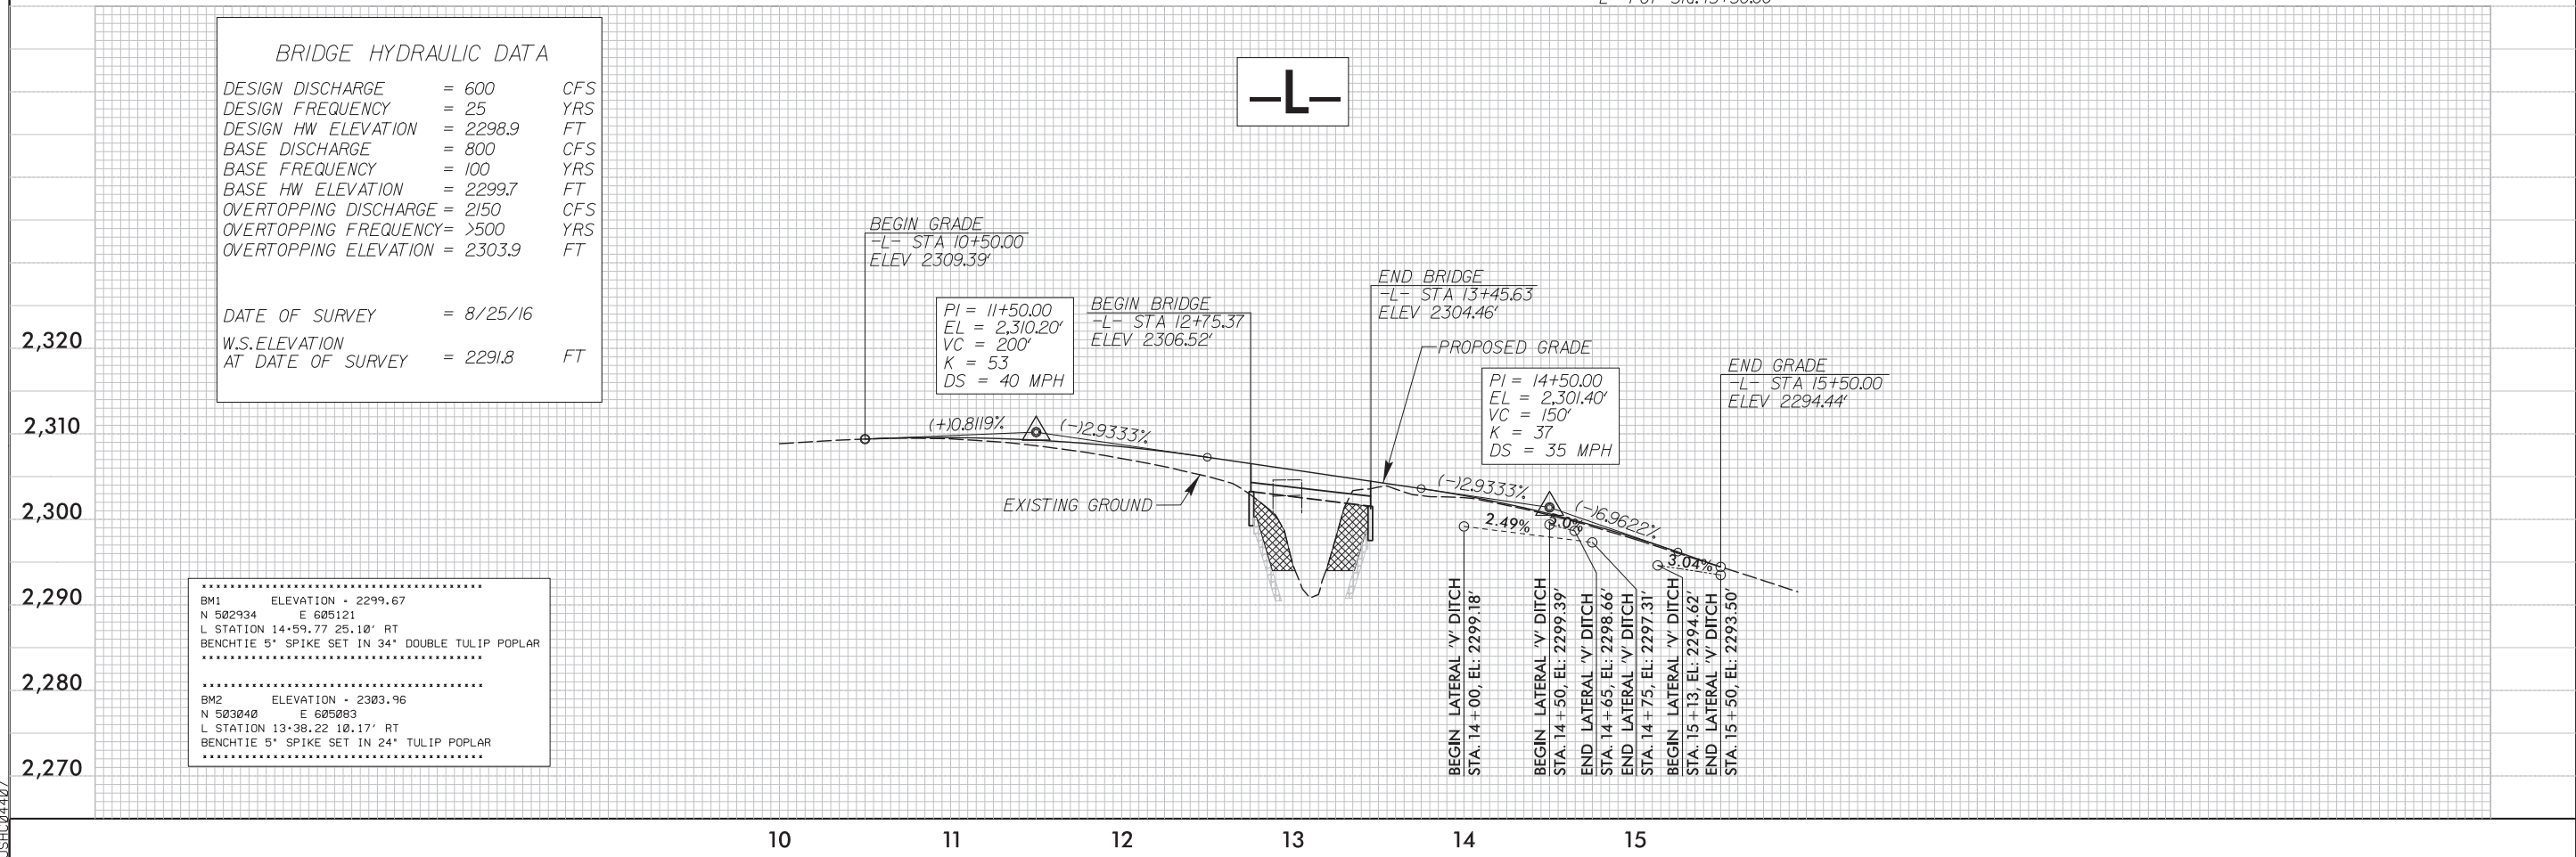 BRIDGE HYDRAULIC DATA
DESIGN DISCHARGE = 600 CFS
DESIGN FREQUENCY = 25 YRS
DESIGN HW ELEVATION = 2298.9 FT
BASE DISCHARGE = 800 CFS
BASE FREQUENCY = 100 YRS
BASE HW ELEVATION = 2299.7 FT
OVERTOPPING DISCHARGE = 2150 CFS
OVERTOPPING FREQUENCY= >500 YRS
OVERTOPPING ELEVATION = 2303.9 FT
DATE OF SURVEY = 8/25/16
W.S.ELEVATION
AT DATE OF SURVEY = 2291.8 FT
-L-
BEGIN GRADE
-L- STA 10+50.00
ELEV 2309.39'
PI = 11+50.00
EL = 2,310.20'
VC = 200'
K = 53
DS = 40 MPH
BEGIN BRIDGE
-L- STA 12+75.37
ELEV 2306.52'
END BRIDGE
-L- STA 13+45.63
ELEV 2304.46'
PROPOSED GRADE
PI = 14+50.00
EL = 2,301.40'
VC = 150'
K = 37
DS = 35 MPH
END GRADE
-L- STA 15+50.00
ELEV 2294.44'
(+)0.8119%
(-)2.9333%
EXISTING GROUND
(-)2.9333%
(-)6.9622%
2.49%
3.04%
BEGIN LATERAL 'V' DITCH
STA. 14+00, EL: 2299.18'
BEGIN LATERAL 'V' DITCH
STA. 14+50, EL: 2299.39'
END LATERAL 'V' DITCH
STA. 14+65, EL: 2298.66'
END LATERAL 'V' DITCH
STA. 14+75, EL: 2297.31'
BEGIN LATERAL 'V' DITCH
STA. 15+13, EL: 2294.62'
END LATERAL 'V' DITCH
STA. 15+50, EL: 2293.50'
2,320
2,310
2,300
2,290
2,280
2,270
****************************************
BM1 ELEVATION = 2299.67
N 502934 E 605121
L STATION 14+59.77 25.10' RT
BENCHTIE 5" SPIKE SET IN 34" DOUBLE TULIP POPLAR
****************************************
****************************************
BM2 ELEVATION = 2303.96
N 503040 E 605083
L STATION 13+38.22 10.17' RT
BENCHTIE 5" SPIKE SET IN 24" TULIP POPLAR
****************************************
10 11 12 13 14 15